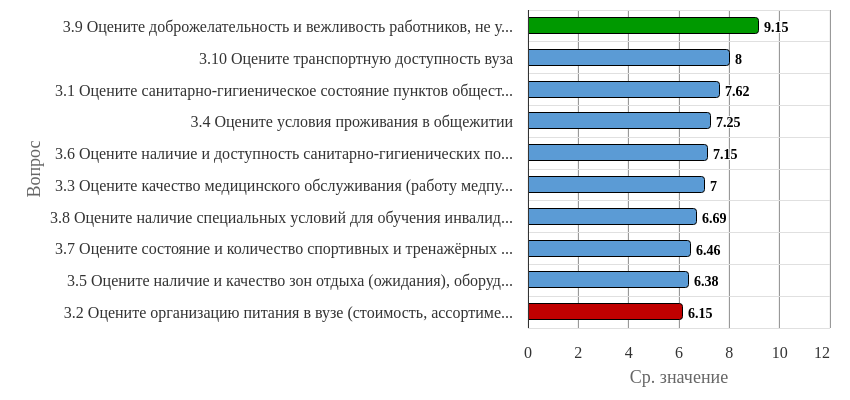 3.9 Оцените доброжелательность и вежливость работников, не у... 9.15
3.10 Оцените транспортную доступность вуза 8
3.1 Оцените санитарно-гигиеническое состояние пунктов общест... 7.62
3.4 Оцените условия проживания в общежитии 7.25
3.6 Оцените наличие и доступность санитарно-гигиенических по... 7.15
3.3 Оцените качество медицинского обслуживания (работу медпу... 7
3.8 Оцените наличие специальных условий для обучения инвалид... 6.69
3.7 Оцените состояние и количество спортивных и тренажёрных ... 6.46
3.5 Оцените наличие и качество зон отдыха (ожидания), оборуд... 6.38
3.2 Оцените организацию питания в вузе (стоимость, ассортиме... 6.15
Вопрос
0 2 4 6 8 10 12
Ср. значение